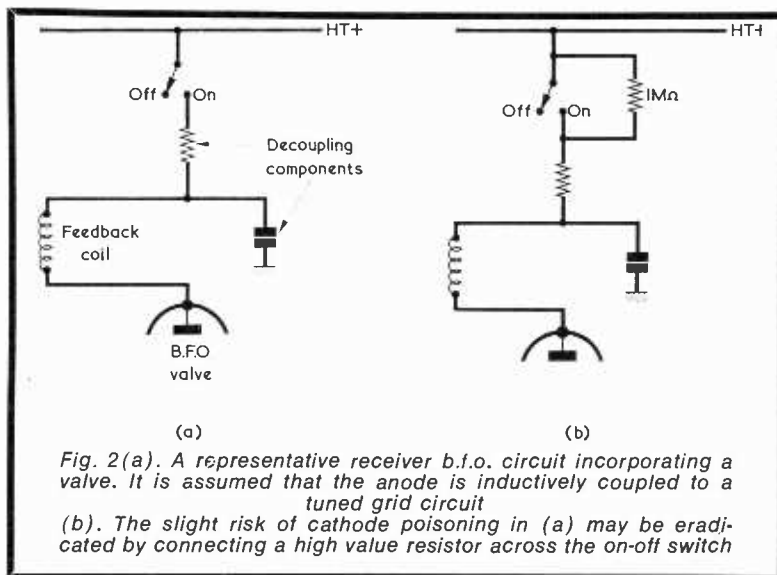 HT+
HT+
Off
On
Off
On
1MΩ
Decoupling
components
Feedback
coil
B.F.O
valve
(a)
(b)
Fig. 2(a). A representative receiver b.f.o. circuit incorporating a
valve. It is assumed that the anode is inductively coupled to a
tuned grid circuit
(b). The slight risk of cathode poisoning in (a) may be eradi-
cated by connecting a high value resistor across the on-off switch